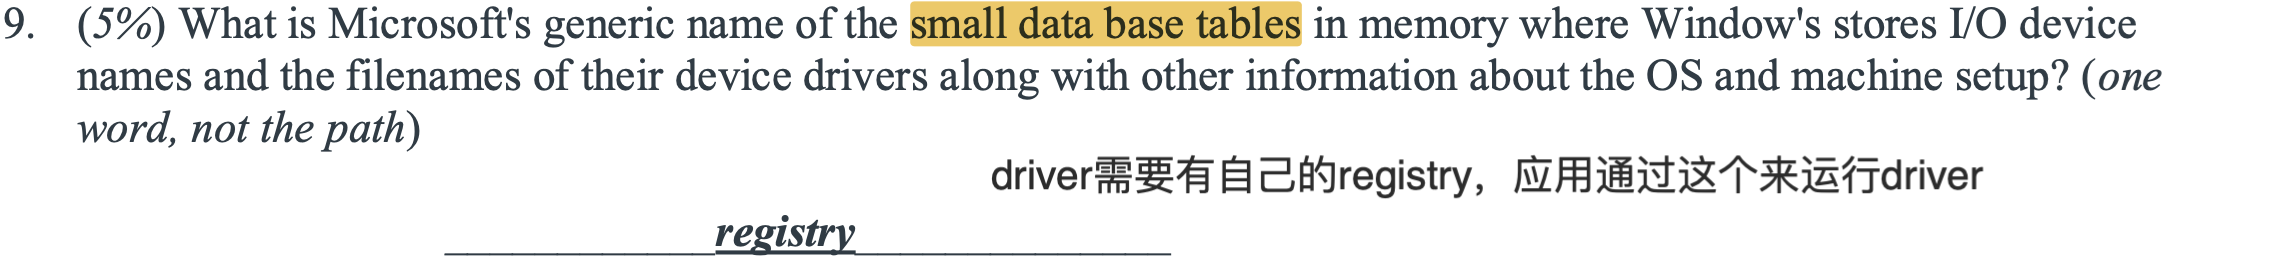 9. (5%) What is Microsoft's generic name of the small data base tables in memory where Window's stores I/O device
names and the filenames of their device drivers along with other information about the OS and machine setup? (one
word, not the path)
driver需要有自己的registry，应用通过这个来运行driver
registry